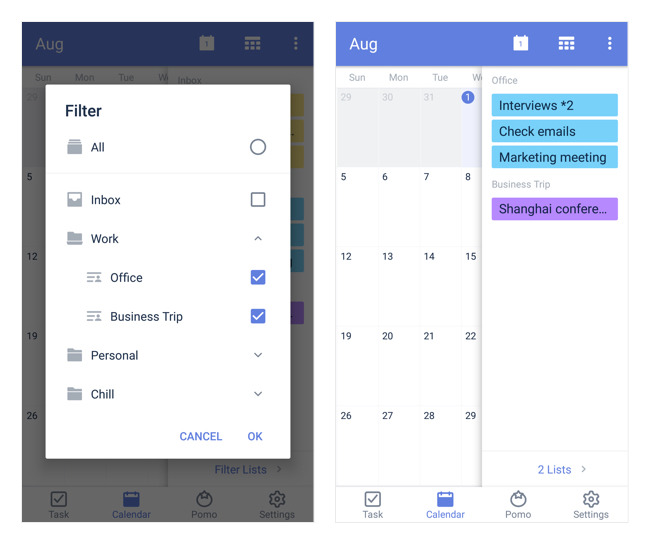 Aug
1
Sun Mon Tue W
Inbox
29
Filter
All
Inbox
5
Work
12
Office
Business Trip
19
Personal
Chill
26
CANCEL OK
Filter Lists
Task Calendar Pomo Settings
Aug
1
Sun Mon Tue We
Office
29 30 31 1
Interviews *2
Check emails
Marketing meeting
5 6 7 8
Business Trip
Shanghai confere...
12 13 14 15
19 20 21 22
26 27 28 29
2 Lists
Task Calendar Pomo Settings